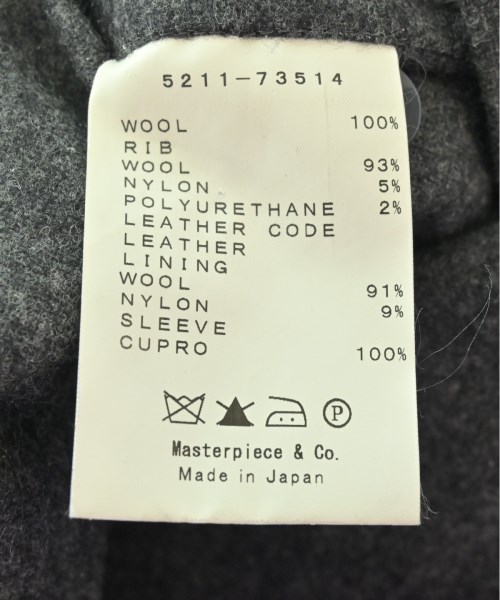 5211-73514
WOOL 100%
RIB
WOOL 93%
NYLON 5%
POLYURETHANE 2%
LEATHER CODE
LEATHER
LINING
WOOL 91%
NYLON 9%
SLEEVE
CUPRO 100%
P
Masterpiece & Co.
Made in Japan